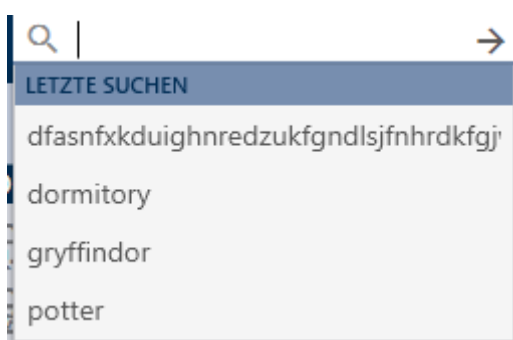 LETZTE SUCHEN
dfasnfxkduighnredzukfgndlsjfnhrdkfgj
dormitory
gryffindor
potter